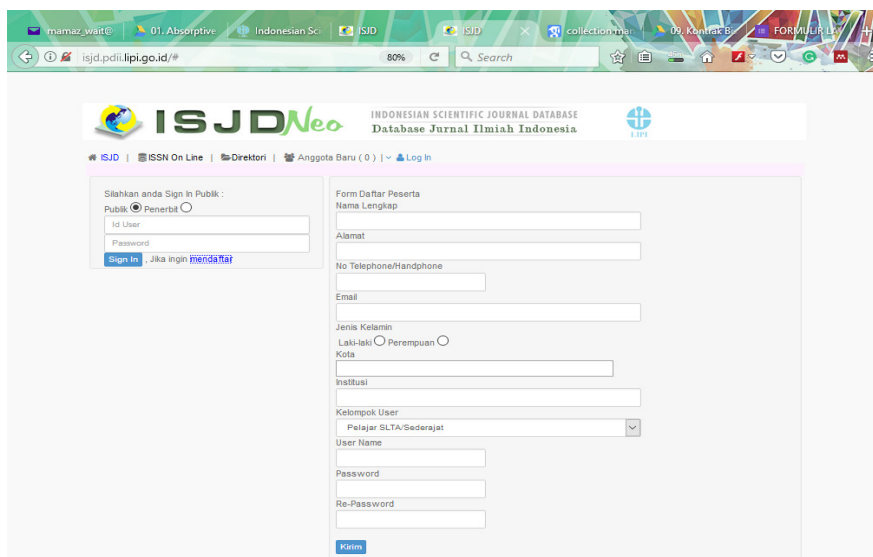 mamaz_wait@
01. Absorptive
Indonesian Sci
ISJD
ISJD
collection mar
09. Kontrak B
FORMULIR LA
isjd.pdii.lipi.go.id/#
80%
Search
ISJDNeo
INDONESIAN SCIENTIFIC JOURNAL DATABASE
Database Jurnal Ilmiah Indonesia
LIPI
ISJD | ISSN On Line | Direktori | Anggota Baru ( 0 ) | Log In
Silahkan anda Sign In Publik :
Publik Penerbit
Id User
Password
Sign In , Jika ingin mendaftar
Form Daftar Peserta
Nama Lengkap
Alamat
No Telephone/Handphone
Email
Jenis Kelamin
Laki-laki Perempuan
Kota
Institusi
Kelompok User
Pelajar SLTA/Sederajat
User Name
Password
Re-Password
Kirim